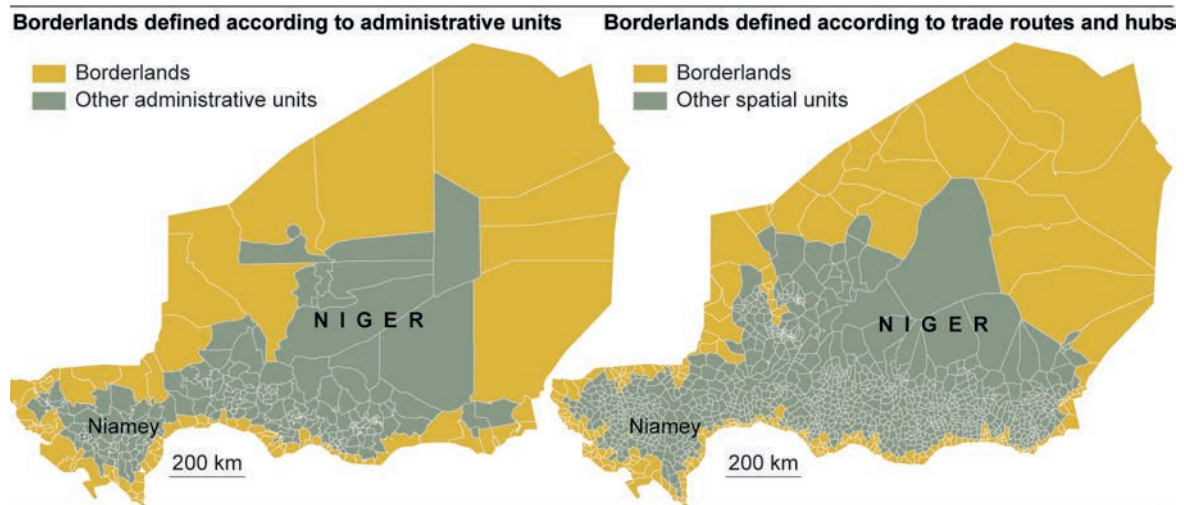 Borderlands defined according to administrative units
Borderlands
Other administrative units
NIGER
Niamey
200 km
Borderlands defined according to trade routes and hubs
Borderlands
Other spatial units
NIGER
Niamey
200 km